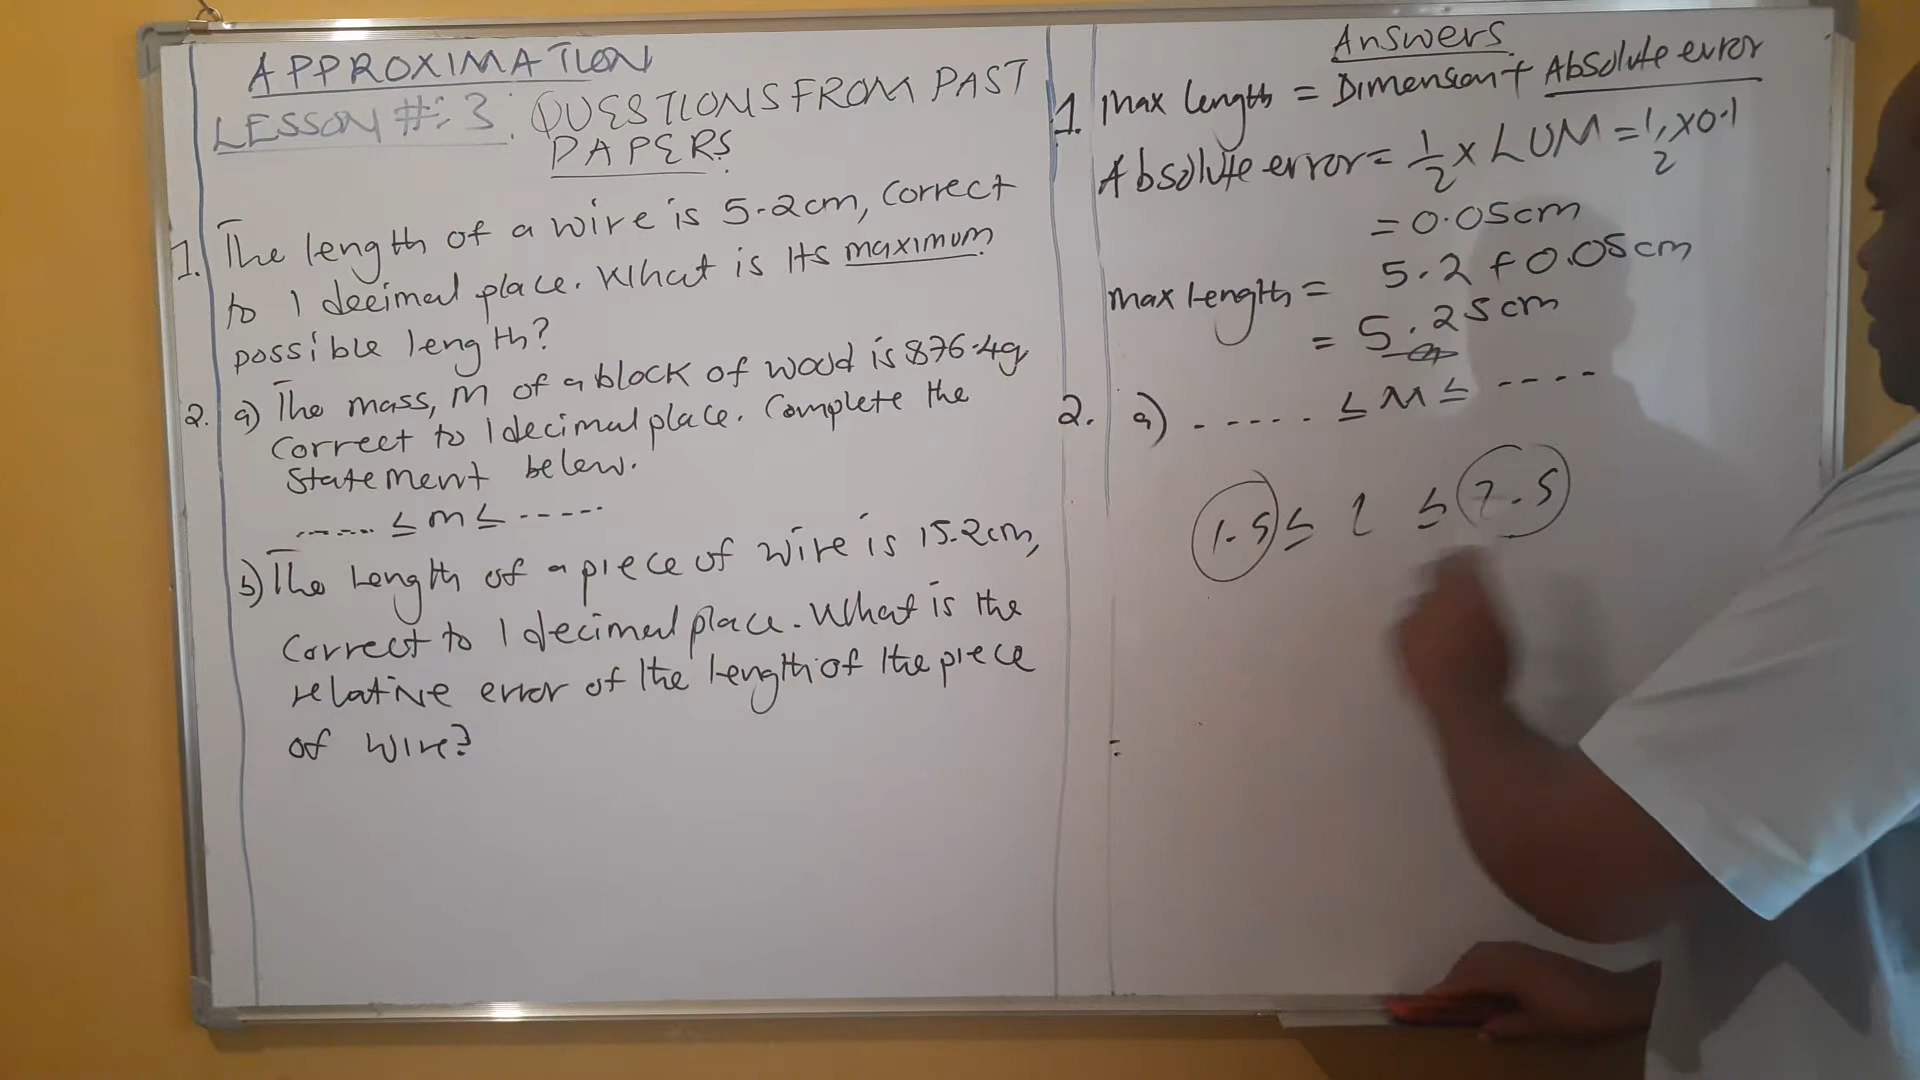 APPROXIMATION
LESSON #: 3: QUESTIONS FROM PAST
PAPERS
1. The length of a wire is 5.2cm, correct
to 1 decimal place. What is its maximum
possible length?
2. a) The mass, M of a block of wood is 876.4g
correct to 1 decimal place. Complete the
statement below.
...... ≤ m ≤ .....
b) The length of a piece of wire is 15.2cm,
correct to 1 decimal place. What is the
relative error of the length of the piece
of wire?
Answers
1. max length = Dimension + Absolute error
Absolute error = 1/2 x LUM = 1/2 x 0.1
= 0.05cm
max length = 5.2 + 0.05cm
= 5.25cm
2. a) ...... ≤ M ≤ ----
1.5 ≤ 2 ≤ 2.5
=